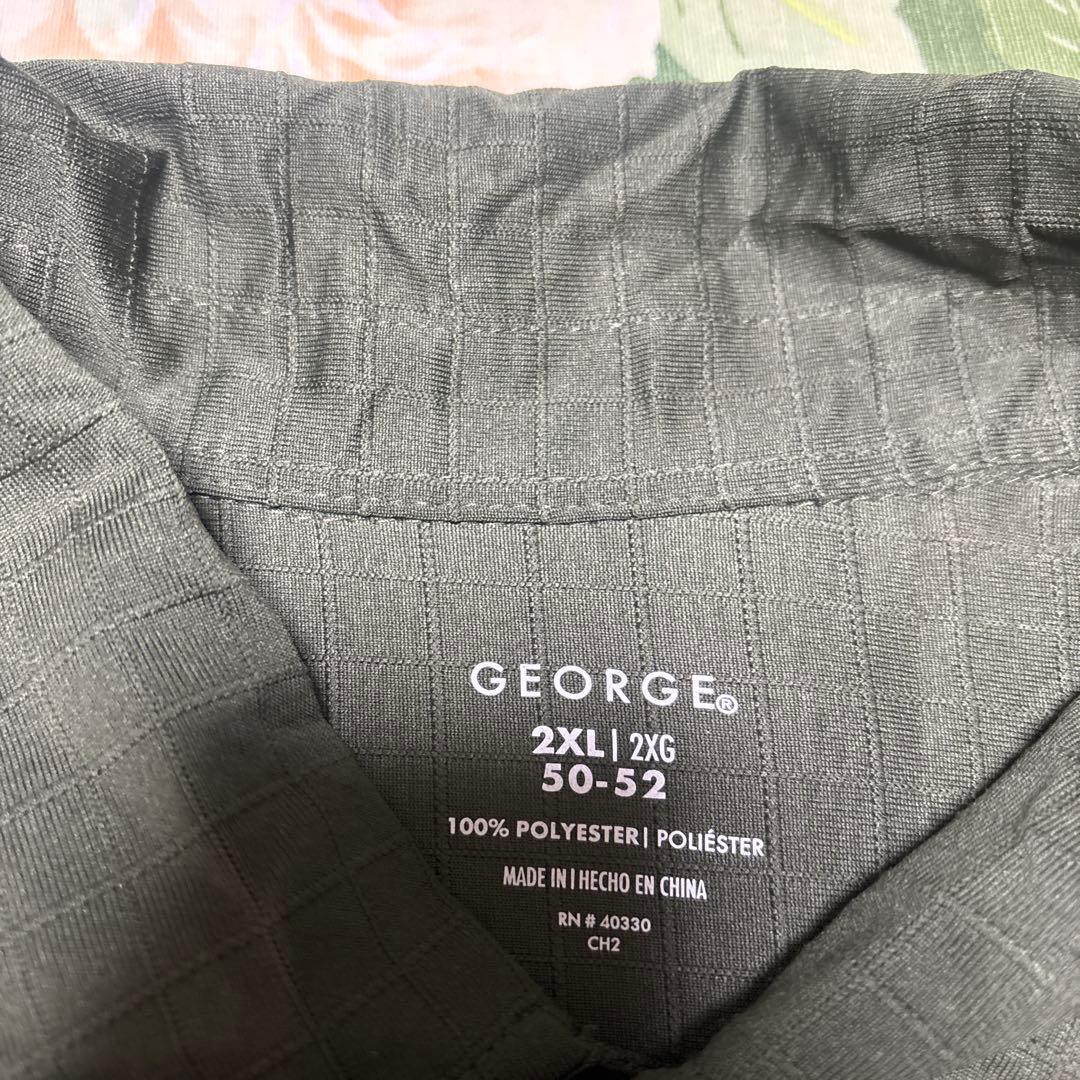 GEORGE®
2XL | 2XG
50-52
100% POLYESTER | POLIÉSTER
MADE IN | HECHO EN CHINA
RN # 40330
CH2